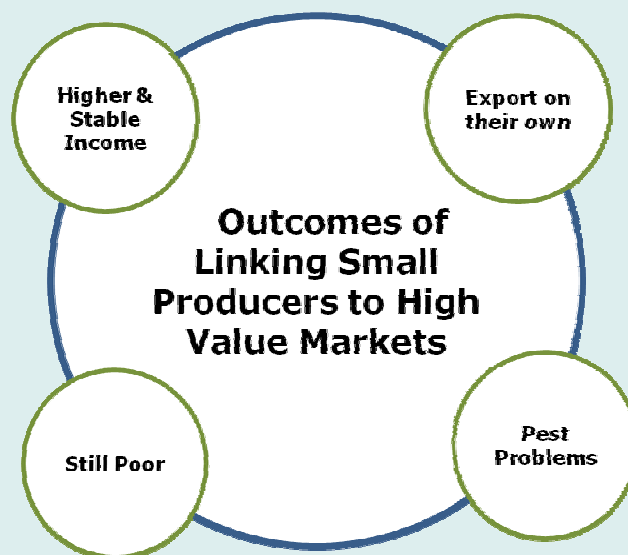 Higher &
Stable
Income
Export on
their own
Outcomes of
Linking Small
Producers to High
Value Markets
Still Poor
Pest
Problems